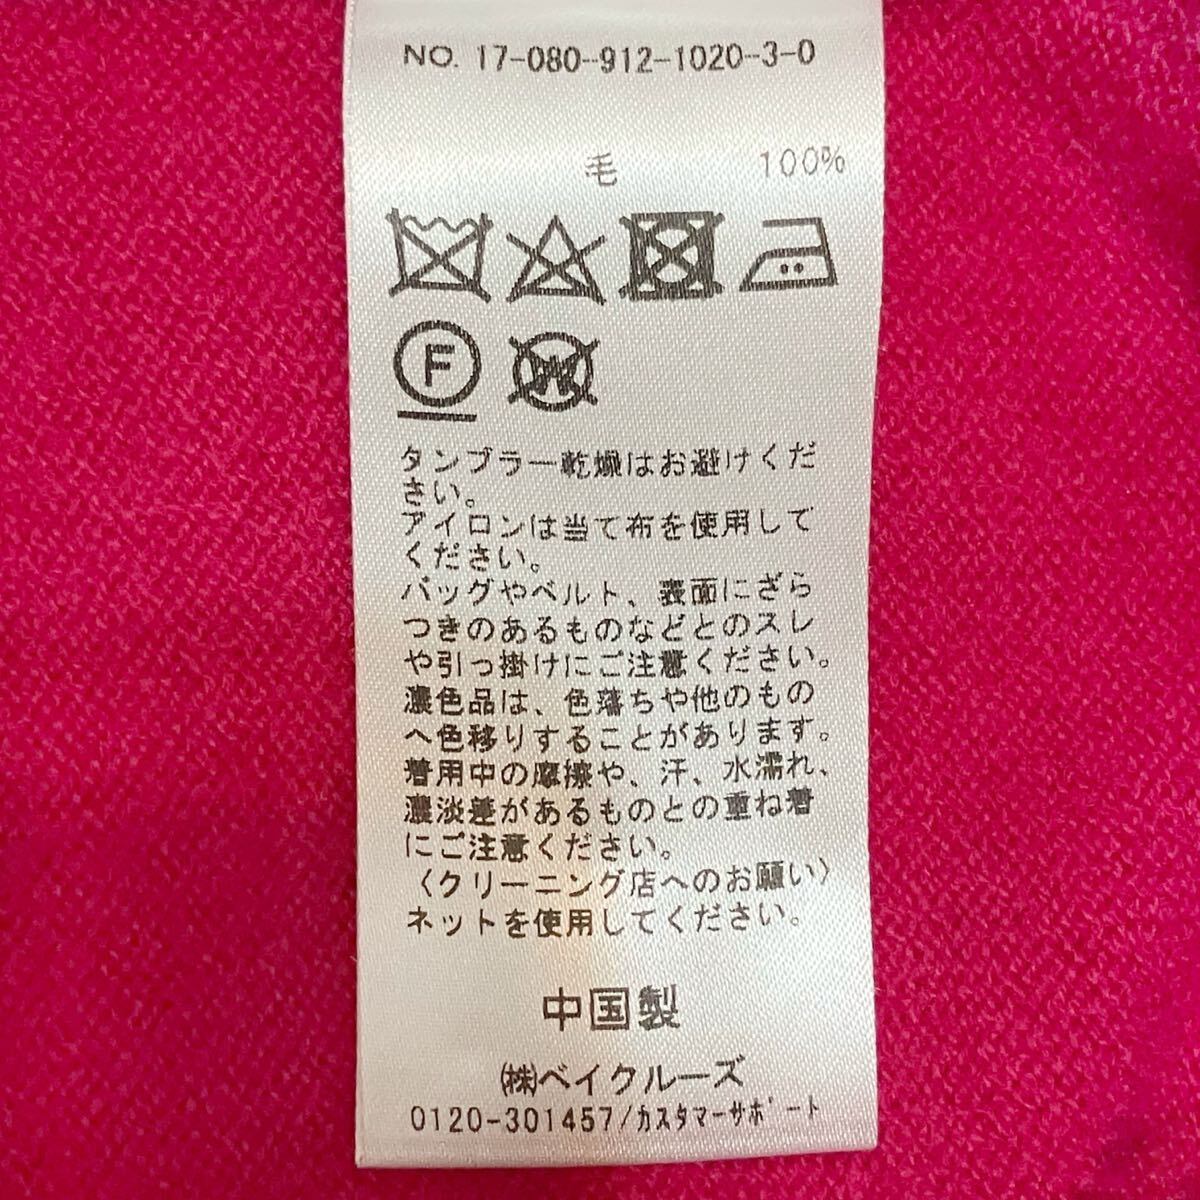 NO. 17-080-912-1020-3-0
毛 100%
F
W
タンブラー乾燥はお避けくだ
さい。
アイロンは当て布を使用して
ください。
バッグやベルト、表面にざら
つきのあるものなどとのスレ
や引っ掛けにご注意ください。
濃色品は、色落ちや他のもの
へ色移りすることがあります。
着用中の摩擦や、汗、水濡れ、
濃淡差があるものとの重ね着
にご注意ください。
〈クリーニング店へのお願い〉
ネットを使用してください。
中国製
㈱ベイクルーズ
0120-301457/ｶｽﾀﾏｰｻﾎﾟｰﾄ